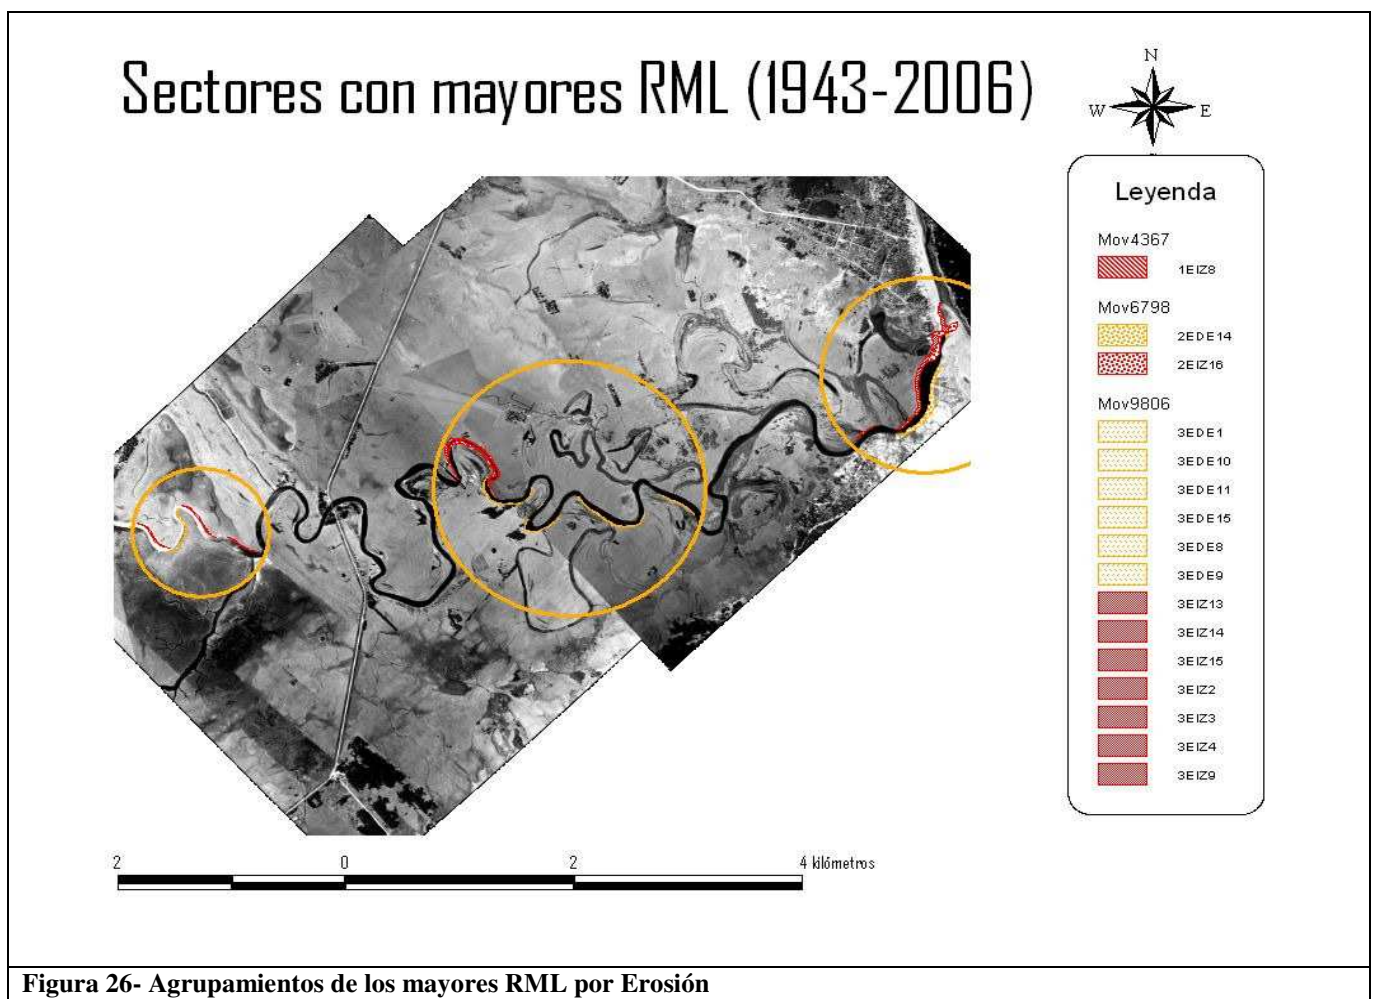 Sectores con mayores RML (1943-2006)
N
W E
Leyenda
Mov4367
1EIZ8
Mov6798
2EDE14
2EIZ16
Mov9806
3EDE1
3EDE10
3EDE11
3EDE15
3EDE8
3EDE9
3EIZ13
3EIZ14
3EIZ15
3EIZ2
3EIZ3
3EIZ4
3EIZ9
2 0 2 4 kilómetros
Figura 26- Agrupamientos de los mayores RML por Erosión